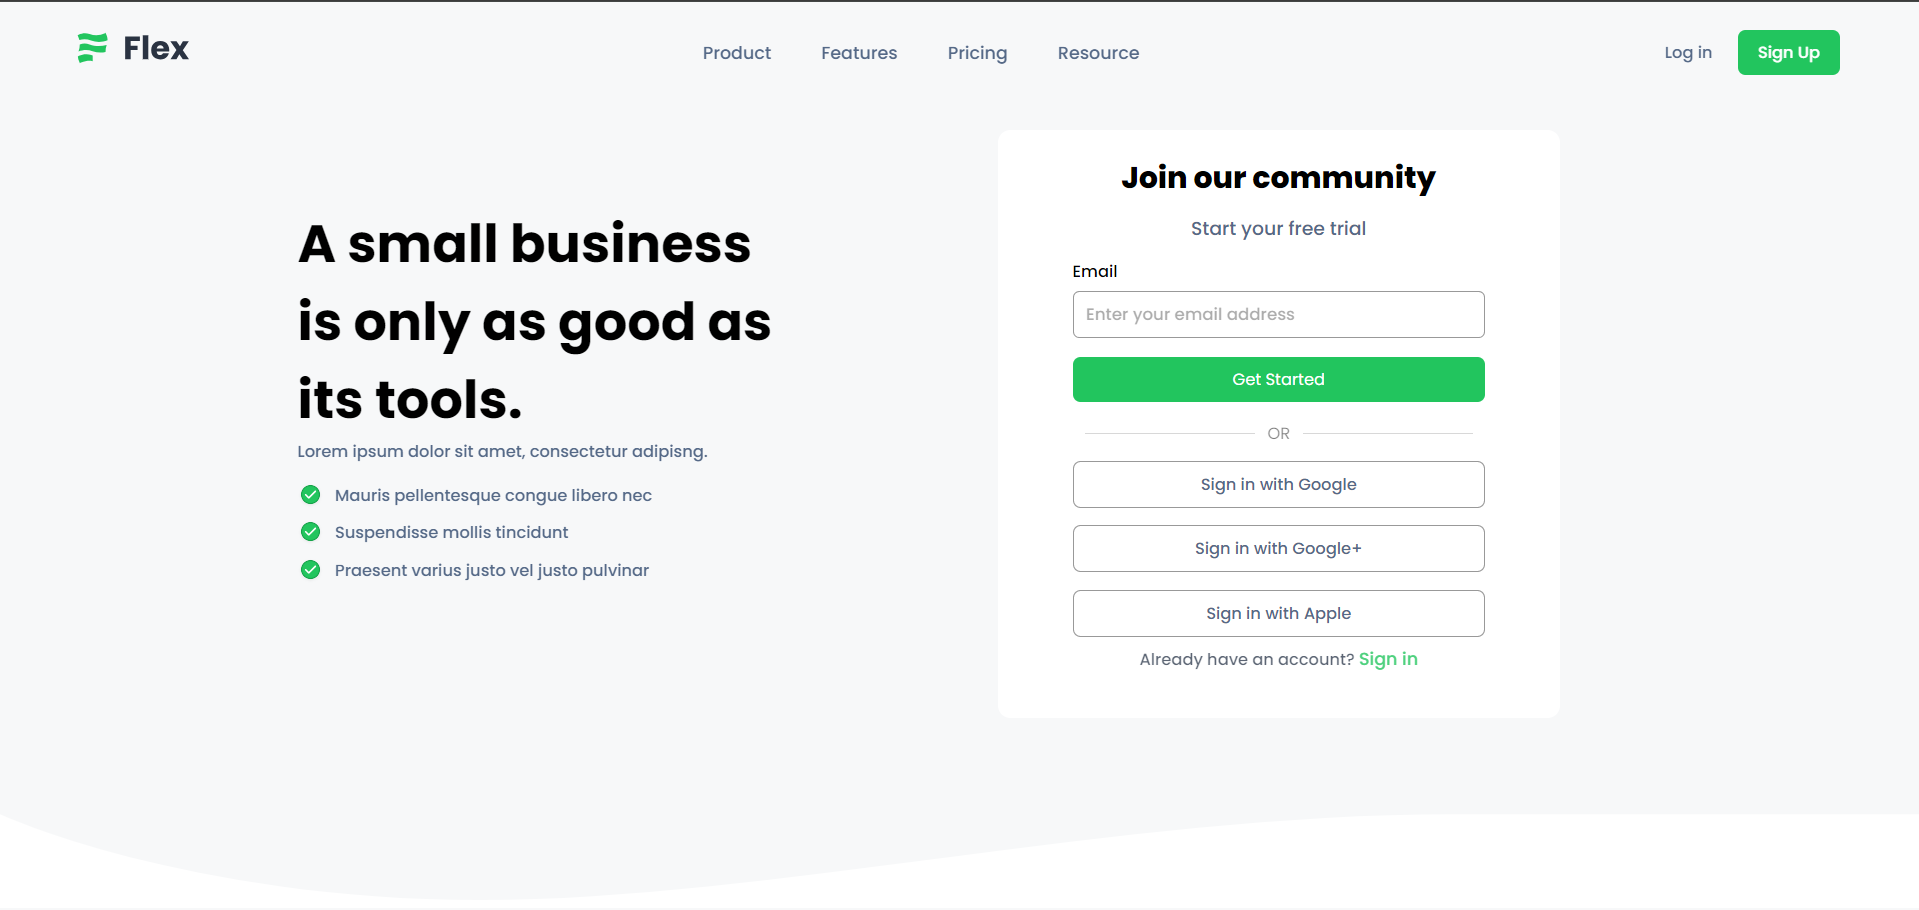 Flex
Product Features Pricing Resource
Log in Sign Up
A small business
is only as good as
its tools.
Lorem ipsum dolor sit amet, consectetur adipisng.
Mauris pellentesque congue libero nec
Suspendisse mollis tincidunt
Praesent varius justo vel justo pulvinar
Join our community
Start your free trial
Email
Enter your email address
Get Started
OR
Sign in with Google
Sign in with Google+
Sign in with Apple
Already have an account? Sign in